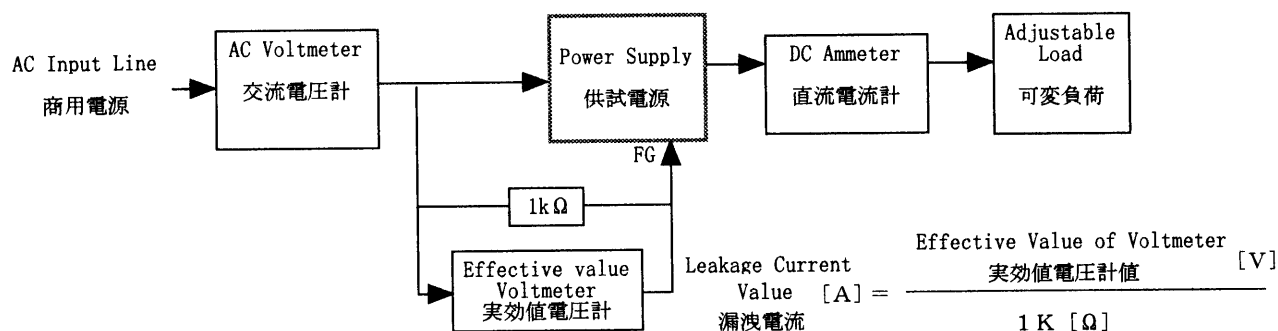 AC Input Line
商用電源
AC Voltmeter
交流電圧計
Power Supply
供試電源
DC Ammeter
直流電流計
Adjustable
Load
可変負荷
FG
1kΩ
Effective value
Voltmeter
実効値電圧計
Leakage Current
Value [A] =
漏洩電流
Effective Value of Voltmeter
実効値電圧計値 [V]
1 K [Ω]